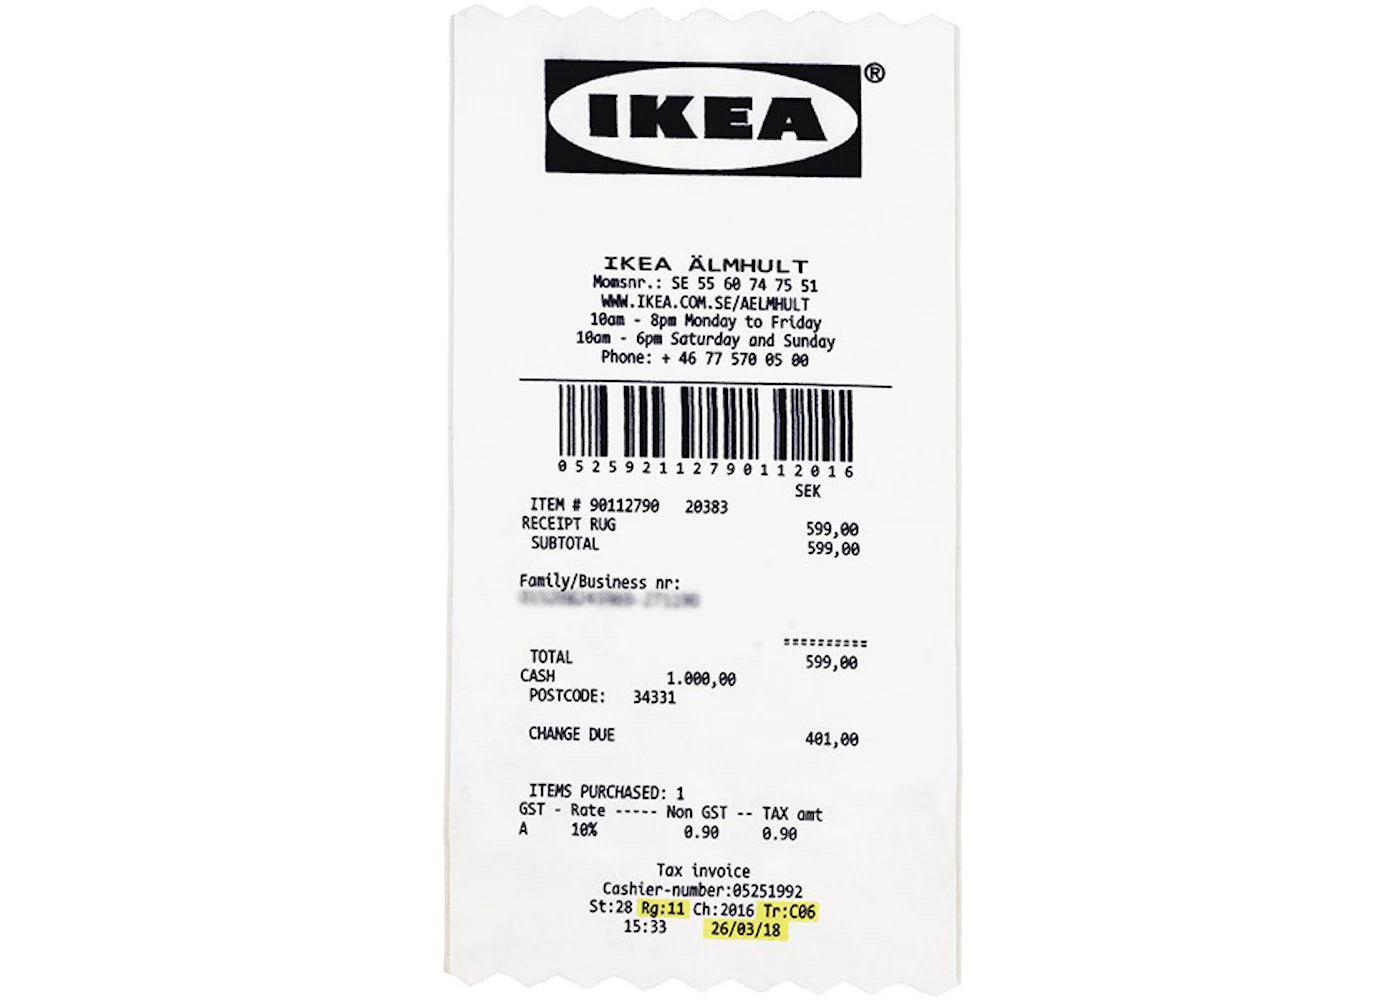 IKEA®
IKEA ÄLMHULT
Momsnr.: SE 55 60 74 75 51
WWW.IKEA.COM.SE/AELMHULT
10am - 8pm Monday to Friday
10am - 6pm Saturday and Sunday
Phone: + 46 77 570 05 00
052592112790112016
SEK
ITEM # 90112790 20383
RECEIPT RUG 599,00
SUBTOTAL 599,00
Family/Business nr:
==========
TOTAL 599,00
CASH 1.000,00
POSTCODE: 34331
CHANGE DUE 401,00
ITEMS PURCHASED: 1
GST - Rate ----- Non GST -- TAX amt
A 10% 0.90 0.90
Tax invoice
Cashier-number:05251992
St:28 Rg:11 Ch:2016 Tr:C06
15:33 26/03/18